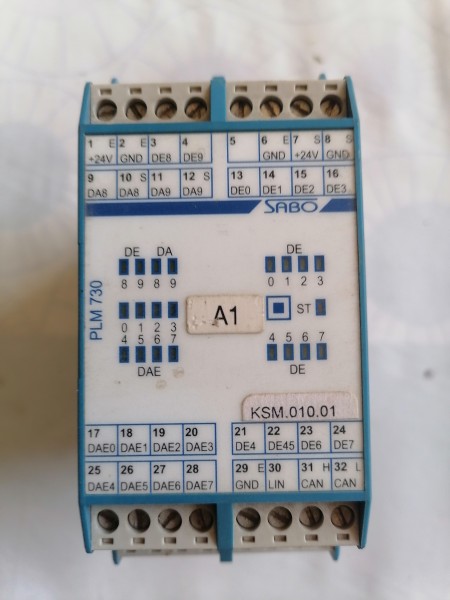 1 E 2 E 3 4 5 6 E 7 S 8 S
+24V GND DE8 DE9 GND +24V GND
9 10 S 11 12 S 13 14 15 16
DA8 DA8 DA9 DA9 DE0 DE1 DE2 DE3
SABO
DE DA DE
8 9 8 9 0 1 2 3
PLM 730
A1
ST
0 1 2 3
4 5 6 7 4 5 6 7
DAE DE
KSM.010.01
17 18 19 20 21 22 23 24
DAE0 DAE1 DAE2 DAE3 DE4 DE45 DE6 DE7
25 26 27 28 29 E 30 31 H 32 L
DAE4 DAE5 DAE6 DAE7 GND LIN CAN CAN